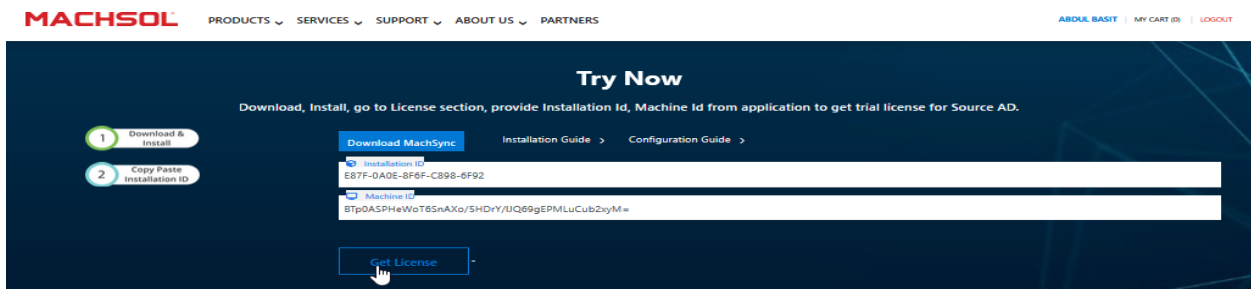 MACHSOL PRODUCTS SERVICES SUPPORT ABOUT US PARTNERS ABDUL BASIT | MY CART (0) | LOGOUT
Try Now
Download, Install, go to License section, provide Installation Id, Machine Id from application to get trial license for Source AD.
1 Download &
Install
Download MachSync Installation Guide > Configuration Guide >
2 Copy Paste
Installation ID
Installation ID
E87F-0A0E-8F6F-C898-6F92
Machine ID
BTp0ASPHeWoT6SnAXo/5HDrY/IJQ69gEPMLuCub2xyM=
Get License -